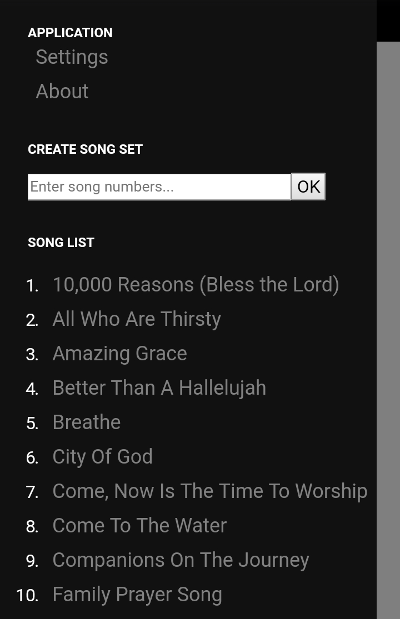 APPLICATION
Settings
About
CREATE SONG SET
Enter song numbers... OK
SONG LIST
1. 10,000 Reasons (Bless the Lord)
2. All Who Are Thirsty
3. Amazing Grace
4. Better Than A Hallelujah
5. Breathe
6. City Of God
7. Come, Now Is The Time To Worship
8. Come To The Water
9. Companions On The Journey
10. Family Prayer Song